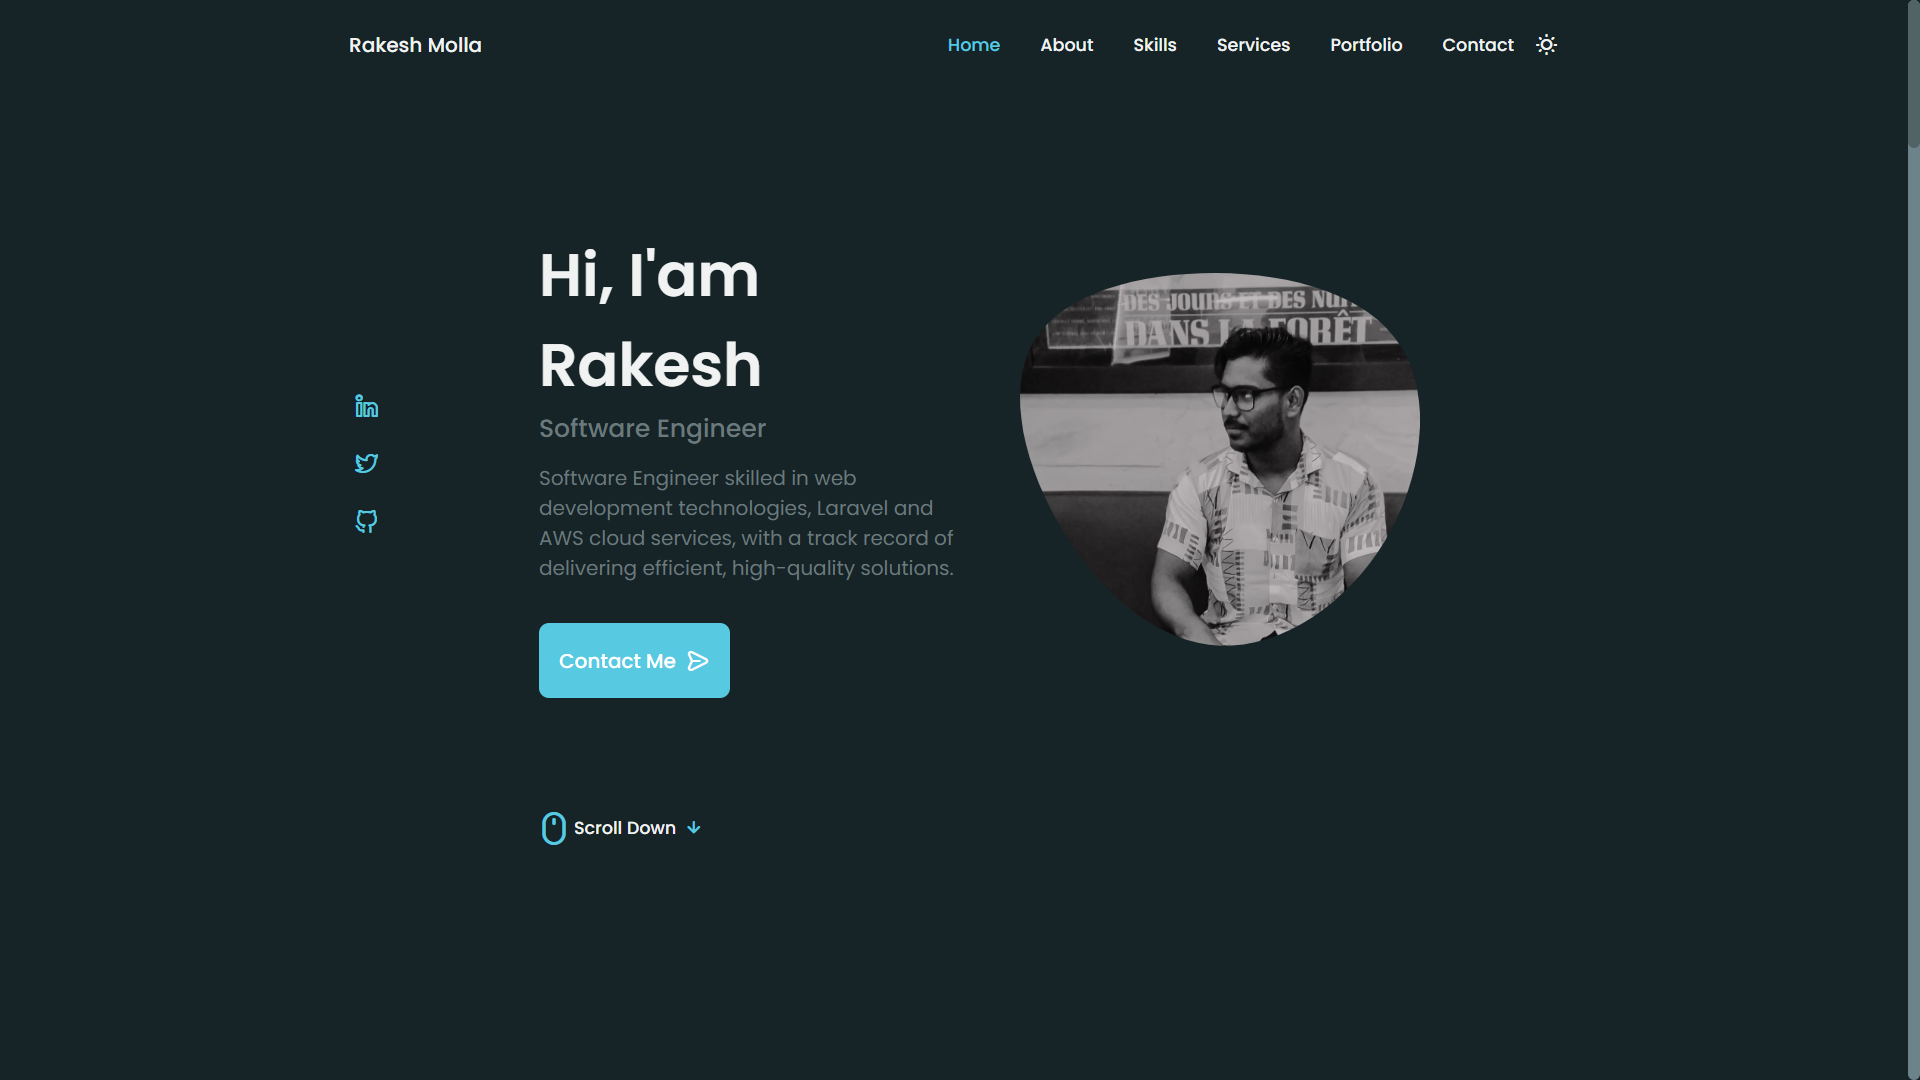 Rakesh Molla
Home
About
Skills
Services
Portfolio
Contact
Hi, I'am
Rakesh
Software Engineer
Software Engineer skilled in web
development technologies, Laravel and
AWS cloud services, with a track record of
delivering efficient, high-quality solutions.
Contact Me
Scroll Down
DES JOURS ET DES NUI
DANS LA FORÊT